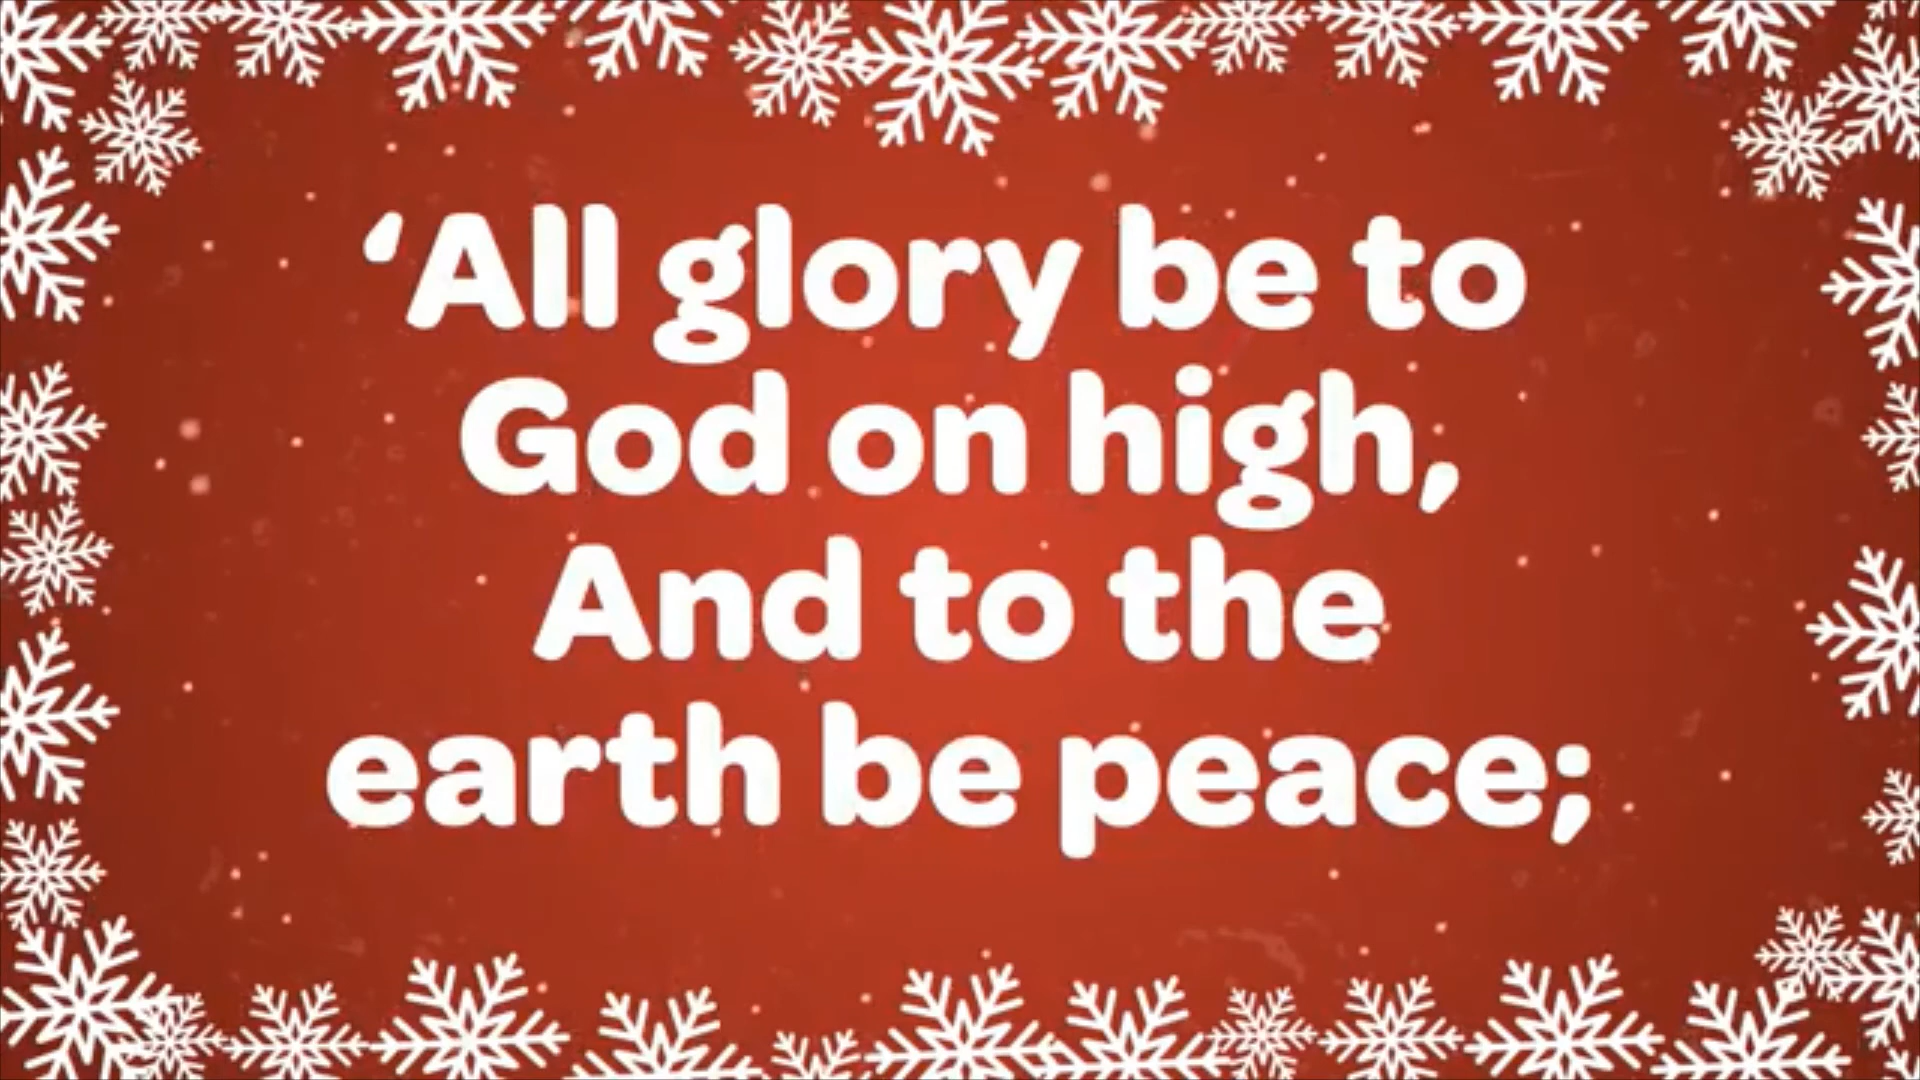 ‘All glory be to
God on high,
And to the
earth be peace;